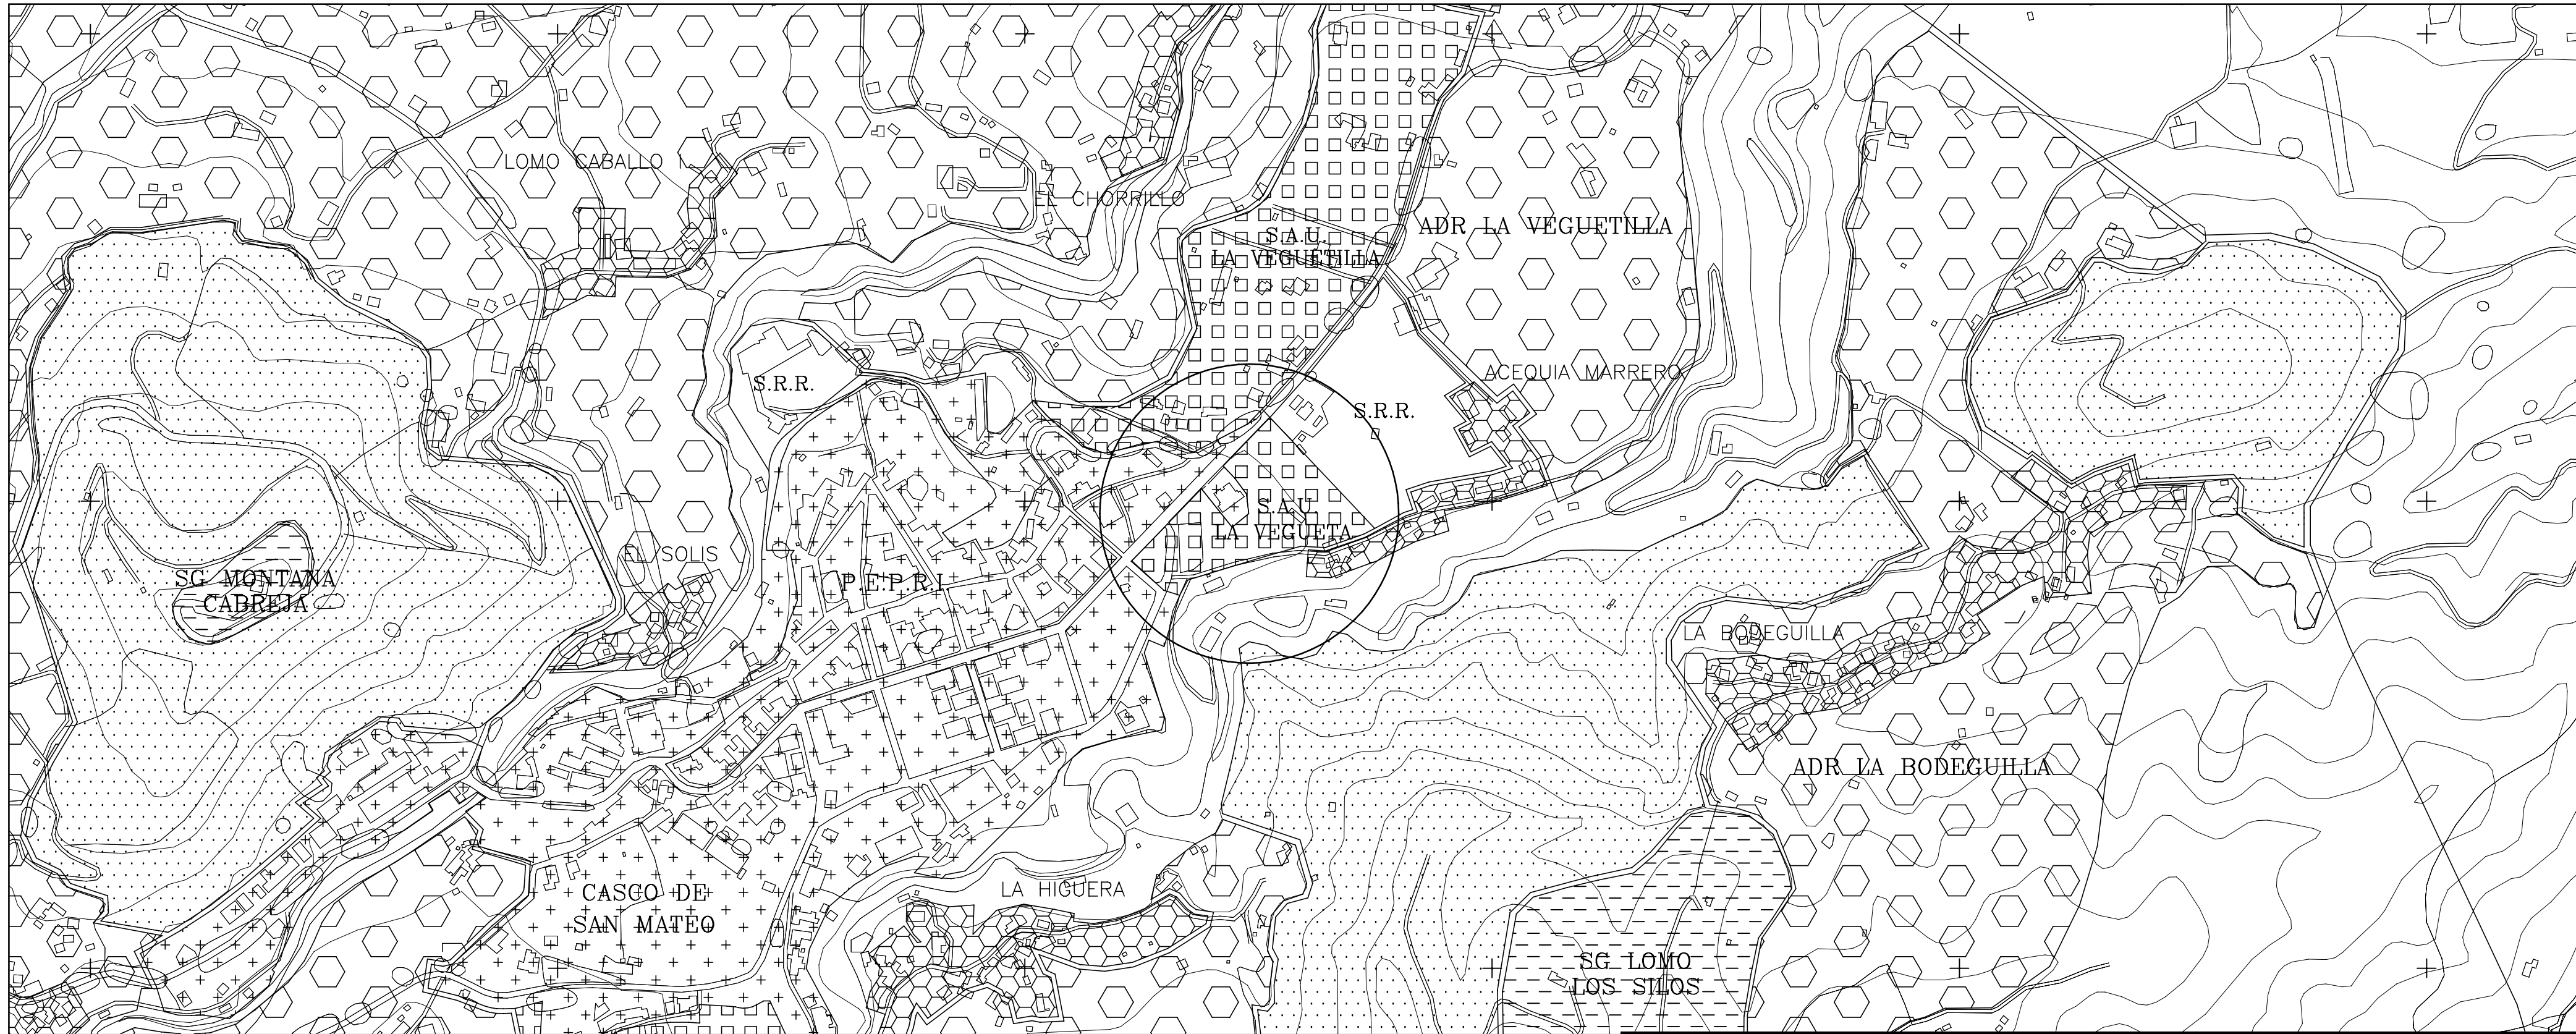 LOMO CABALLO I
EL CHORRILLO
S.A.U.
LA VEGUETILLA
ADR LA VEGUETILLA
S.R.R.
ACEQUIA MARRERO
S.R.R.
S.A.U.
LA VEGUETA
EL SOLIS
SG MONTANA
CABREJA
P.E.P.R.I.
LA BODEGUILLA
ADR LA BODEGUILLA
CASCO DE
SAN MATEO
LA HIGUERA
SG LOMO
LOS SILOS